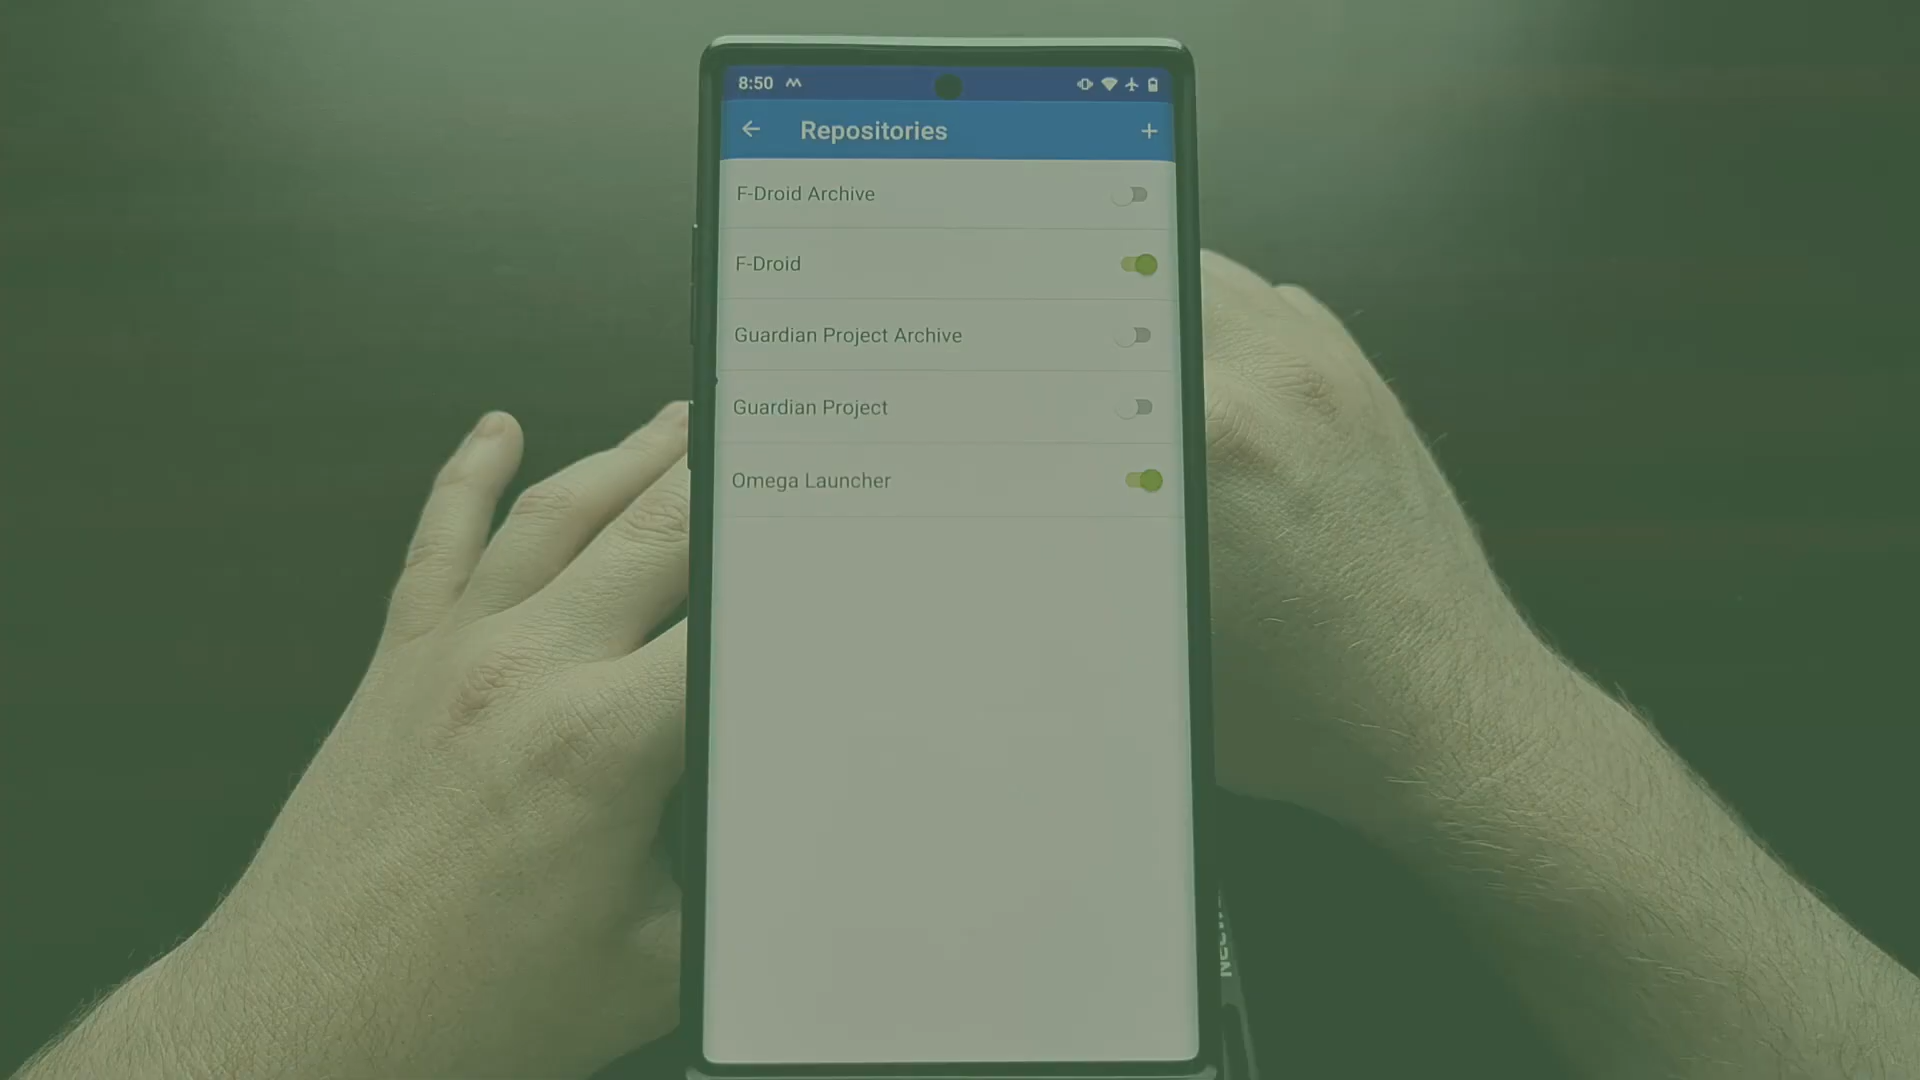 8:50
Repositories
F-Droid Archive
F-Droid
Guardian Project Archive
Guardian Project
Omega Launcher